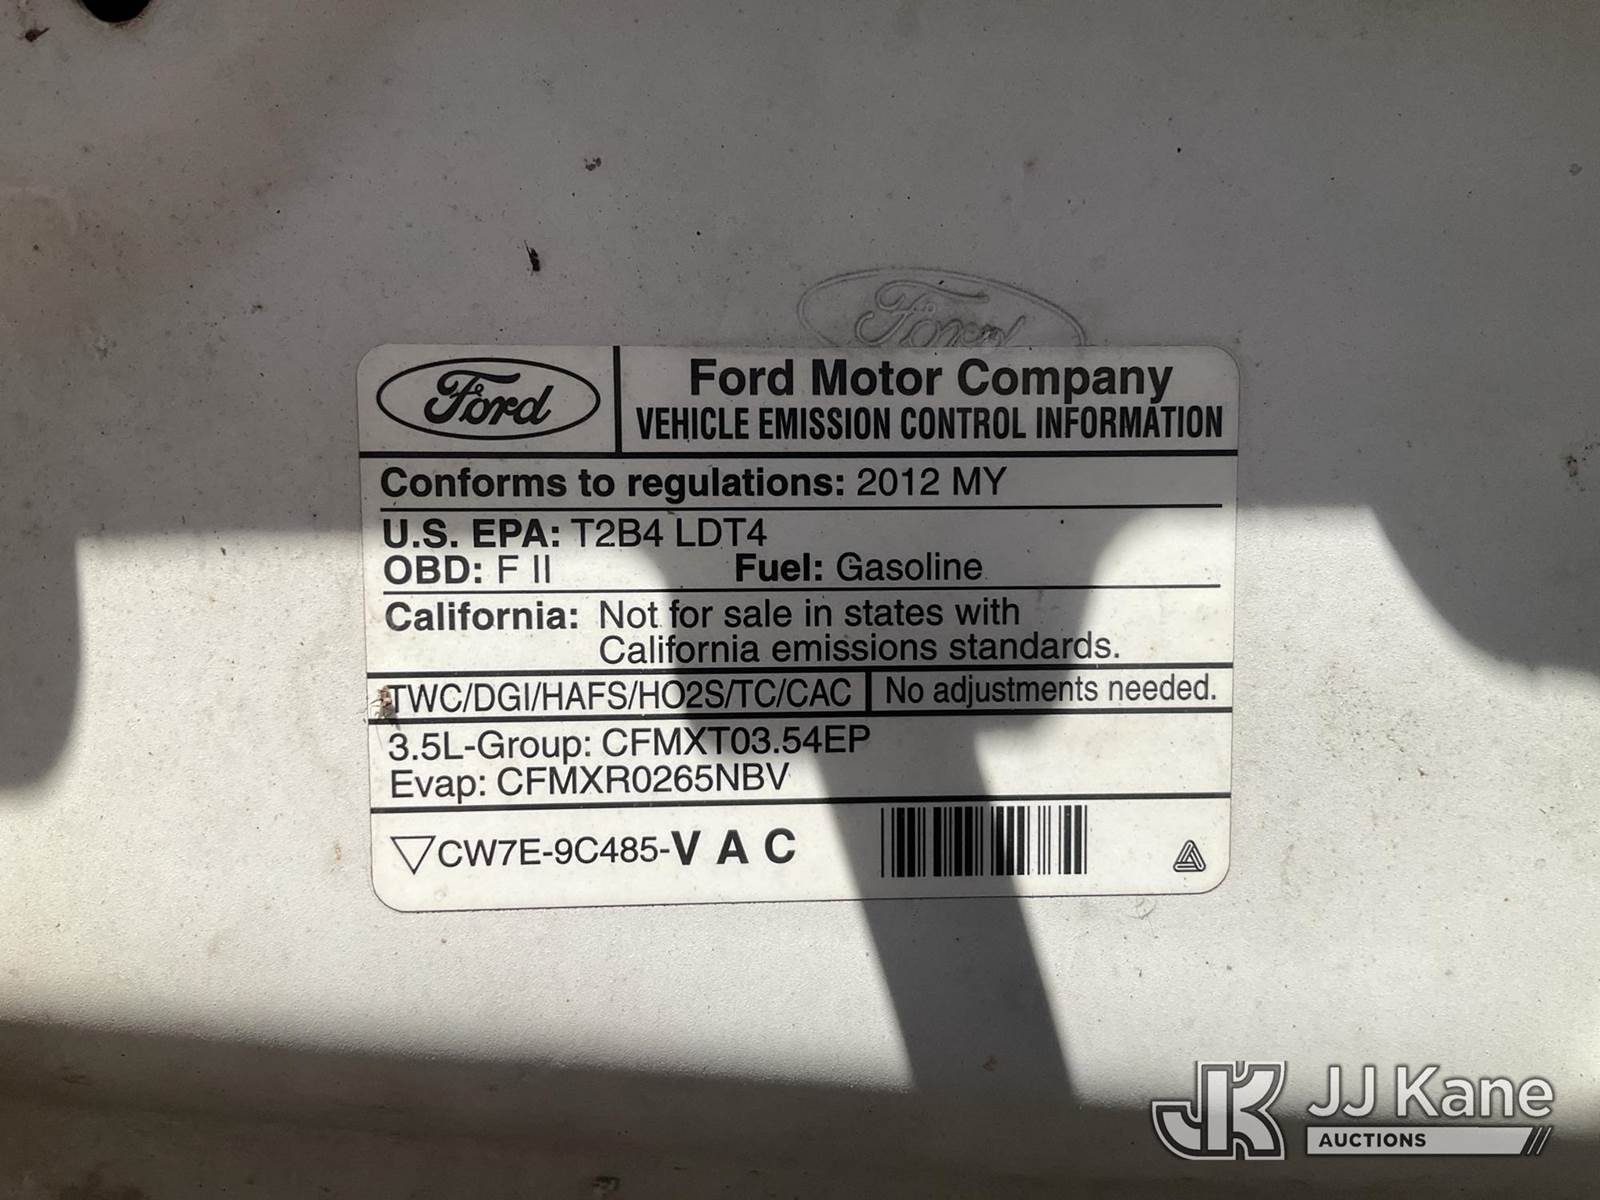 Ford
Ford
Ford Motor Company
VEHICLE EMISSION CONTROL INFORMATION
Conforms to regulations: 2012 MY
U.S. EPA: T2B4 LDT4
OBD: F II Fuel: Gasoline
California: Not for sale in states with
California emissions standards.
TWC/DGI/HAFS/HO2S/TC/CAC No adjustments needed.
3.5L-Group: CFMXT03.54EP
Evap: CFMXR0265NBV
CW7E-9C485-V A C
JK JJ Kane
AUCTIONS